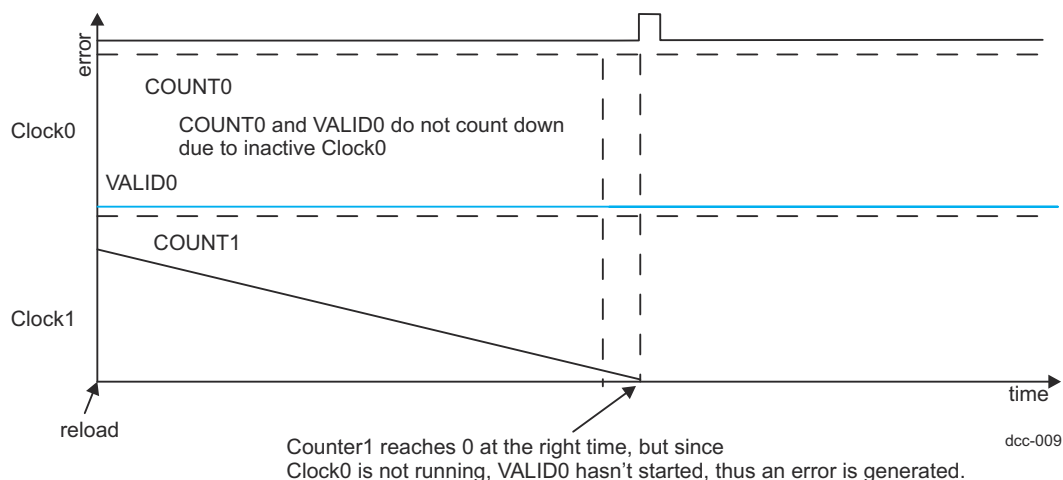 error
COUNT0
COUNT0 and VALID0 do not count down
due to inactive Clock0
Clock0
VALID0
COUNT1
Clock1
time
reload
Counter1 reaches 0 at the right time, but since
Clock0 is not running, VALID0 hasn't started, thus an error is generated.
dcc-009